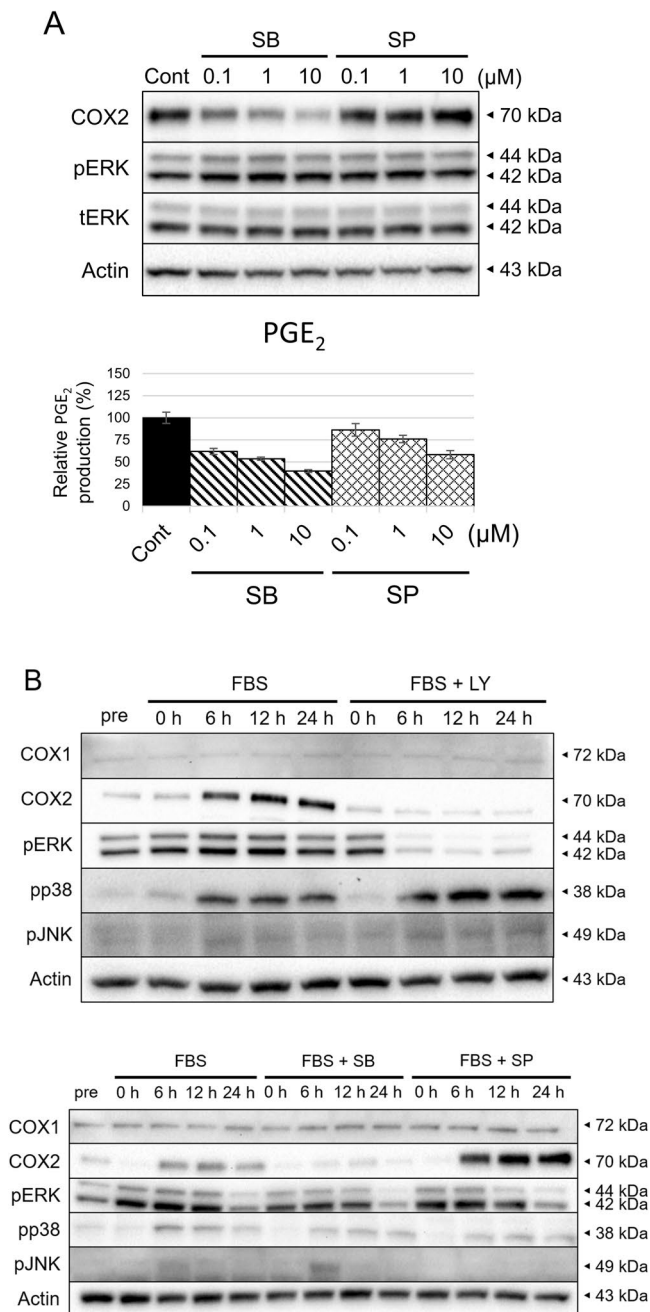 A
SB SP
Cont 0.1 1 10 0.1 1 10 (µM)
COX2 ◄ 70 kDa
pERK ◄ 44 kDa
◄ 42 kDa
tERK ◄ 44 kDa
◄ 42 kDa
Actin ◄ 43 kDa
PGE₂
Relative PGE₂
production (%)
150
125
100
75
50
25
0
Cont 0.1 1 10 0.1 1 10 (µM)
SB SP
B
FBS FBS + LY
pre 0 h 6 h 12 h 24 h 0 h 6 h 12 h 24 h
COX1 ◄ 72 kDa
COX2 ◄ 70 kDa
pERK ◄ 44 kDa
◄ 42 kDa
pp38 ◄ 38 kDa
pJNK ◄ 49 kDa
Actin ◄ 43 kDa
FBS FBS + SB FBS + SP
pre 0 h 6 h 12 h 24 h 0 h 6 h 12 h 24 h 0 h 6 h 12 h 24 h
COX1 ◄ 72 kDa
COX2 ◄ 70 kDa
pERK ◄ 44 kDa
◄ 42 kDa
pp38 ◄ 38 kDa
pJNK ◄ 49 kDa
Actin ◄ 43 kDa